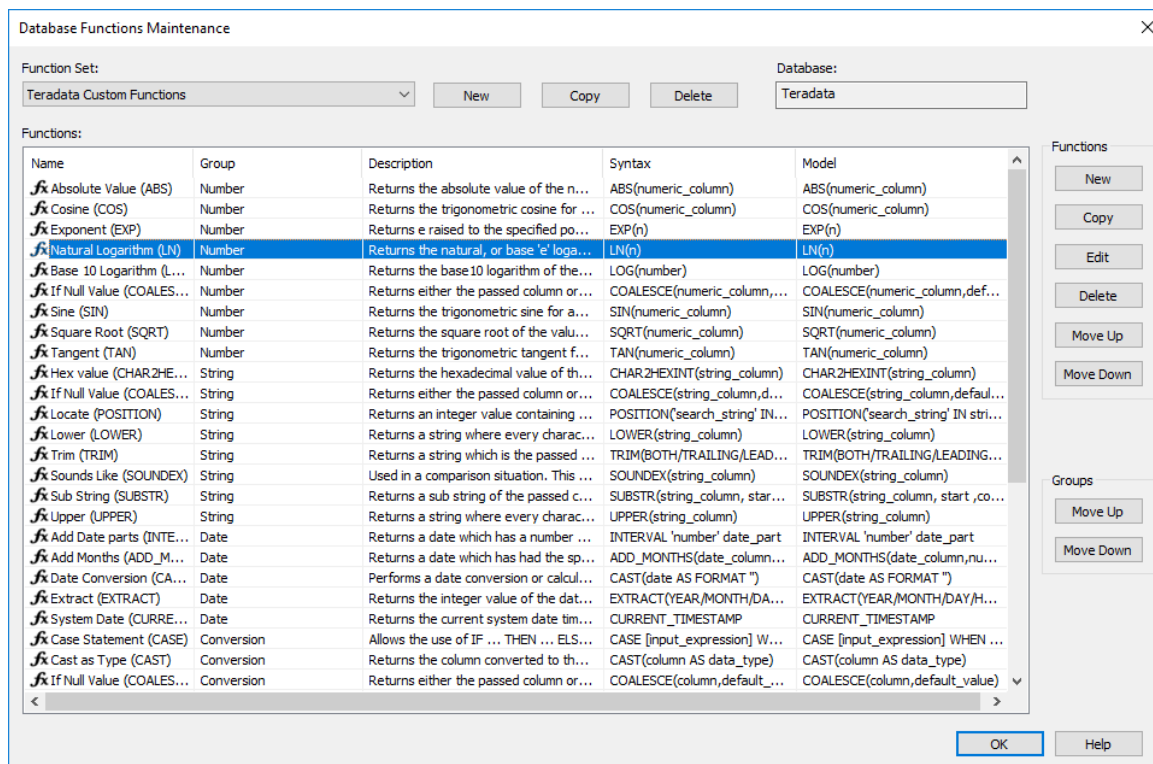 Database Functions Maintenance
Function Set:
Database:
Teradata Custom Functions
New
Copy
Delete
Teradata
Functions:
Name Group Description Syntax Model
Absolute Value (ABS) Number Returns the absolute value of the n... ABS(numeric_column) ABS(numeric_column)
Cosine (COS) Number Returns the trigonometric cosine for ... COS(numeric_column) COS(numeric_column)
Exponent (EXP) Number Returns e raised to the specified po... EXP(n) EXP(n)
Natural Logarithm (LN) Number Returns the natural, or base 'e' loga... LN(n) LN(n)
Base 10 Logarithm (L... Number Returns the base10 logarithm of the... LOG(number) LOG(number)
If Null Value (COALES... Number Returns either the passed column or... COALESCE(numeric_column,... COALESCE(numeric_column,def...
Sine (SIN) Number Returns the trigonometric sine for a... SIN(numeric_column) SIN(numeric_column)
Square Root (SQRT) Number Returns the square root of the valu... SQRT(numeric_column) SQRT(numeric_column)
Tangent (TAN) Number Returns the trigonometric tangent f... TAN(numeric_column) TAN(numeric_column)
Hex value (CHAR2HE... String Returns the hexadecimal value of th... CHAR2HEXINT(string_column) CHAR2HEXINT(string_column)
If Null Value (COALES... String Returns either the passed column or... COALESCE(string_column,d... COALESCE(string_column,defaul...
Locate (POSITION) String Returns an integer value containing ... POSITION('search_string' IN... POSITION('search_string' IN stri...
Lower (LOWER) String Returns a string where every charac... LOWER(string_column) LOWER(string_column)
Trim (TRIM) String Returns a string which is the passed ... TRIM(BOTH/TRAILING/LEAD... TRIM(BOTH/TRAILING/LEADING...
Sounds Like (SOUNDEX) String Used in a comparison situation. This ... SOUNDEX(string_column) SOUNDEX(string_column)
Sub String (SUBSTR) String Returns a sub string of the passed c... SUBSTR(string_column, star... SUBSTR(string_column, start ,co...
Upper (UPPER) String Returns a string where every charac... UPPER(string_column) UPPER(string_column)
Add Date parts (INTE... Date Returns a date which has a number ... INTERVAL 'number' date_part INTERVAL 'number' date_part
Add Months (ADD_M... Date Returns a date which has had the sp... ADD_MONTHS(date_column... ADD_MONTHS(date_column,nu...
Date Conversion (CA... Date Performs a date conversion or calcul... CAST(date AS FORMAT '') CAST(date AS FORMAT '')
Extract (EXTRACT) Date Returns the integer value of the dat... EXTRACT(YEAR/MONTH/DA... EXTRACT(YEAR/MONTH/DAY/H...
System Date (CURRE... Date Returns the current system date tim... CURRENT_TIMESTAMP CURRENT_TIMESTAMP
Case Statement (CASE) Conversion Allows the use of IF ... THEN ... ELS... CASE [input_expression] W... CASE [input_expression] WHEN ...
Cast as Type (CAST) Conversion Returns the column converted to th... CAST(column AS data_type) CAST(column AS data_type)
If Null Value (COALES... Conversion Returns either the passed column or... COALESCE(column,default_... COALESCE(column,default_value)
Functions
New
Copy
Edit
Delete
Move Up
Move Down
Groups
Move Up
Move Down
OK
Help